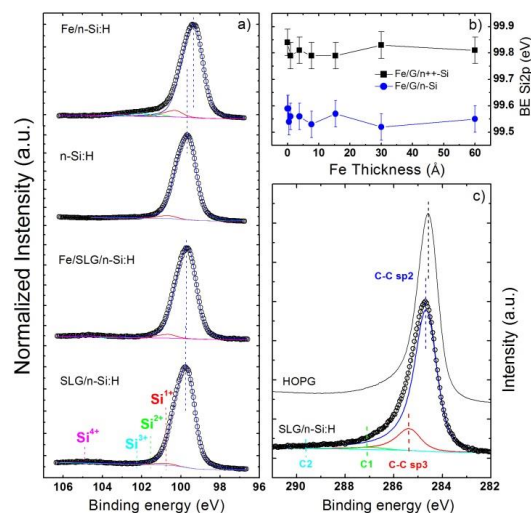 a)
Fe/n-Si:H
n-Si:H
Fe/SLG/n-Si:H
SLG/n-Si:H
Si4+
Si3+
Si2+
Si1+
106 104 102 100 98 96
Binding energy (eV)
Normalized Instensity (a.u.)
b)
Fe/G/n++-Si
Fe/G/n-Si
0 10 20 30 40 50 60
Fe Thickness (Å)
99.9
99.8
99.7
99.6
99.5
BE Si2p (eV)
c)
C-C sp2
HOPG
SLG/n-Si:H
C2
C1
C-C sp3
290 288 286 284 282
Binding energy (eV)
Intensity (a.u.)